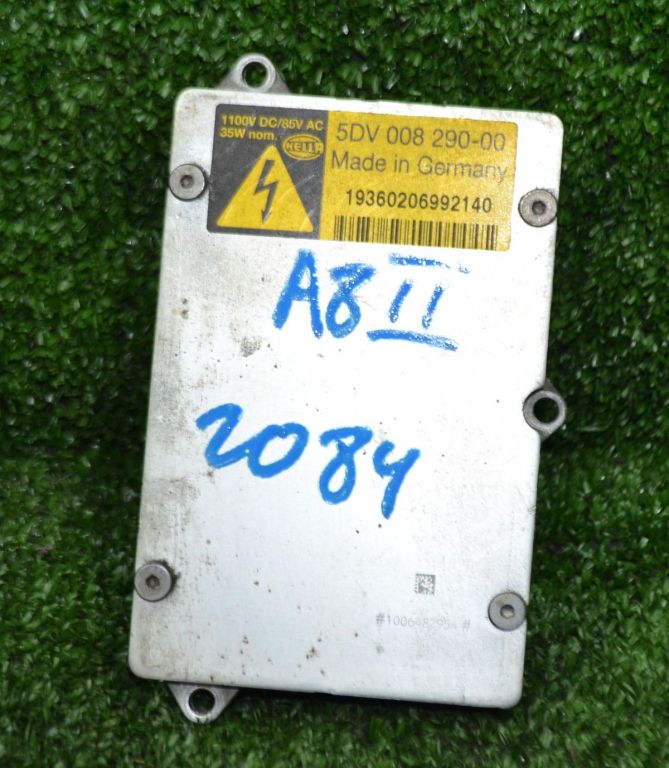 1100V DC/85V AC
35W nom.
HELLA
5DV 008 290-00
Made in Germany
19360206992140
A8 II
2084